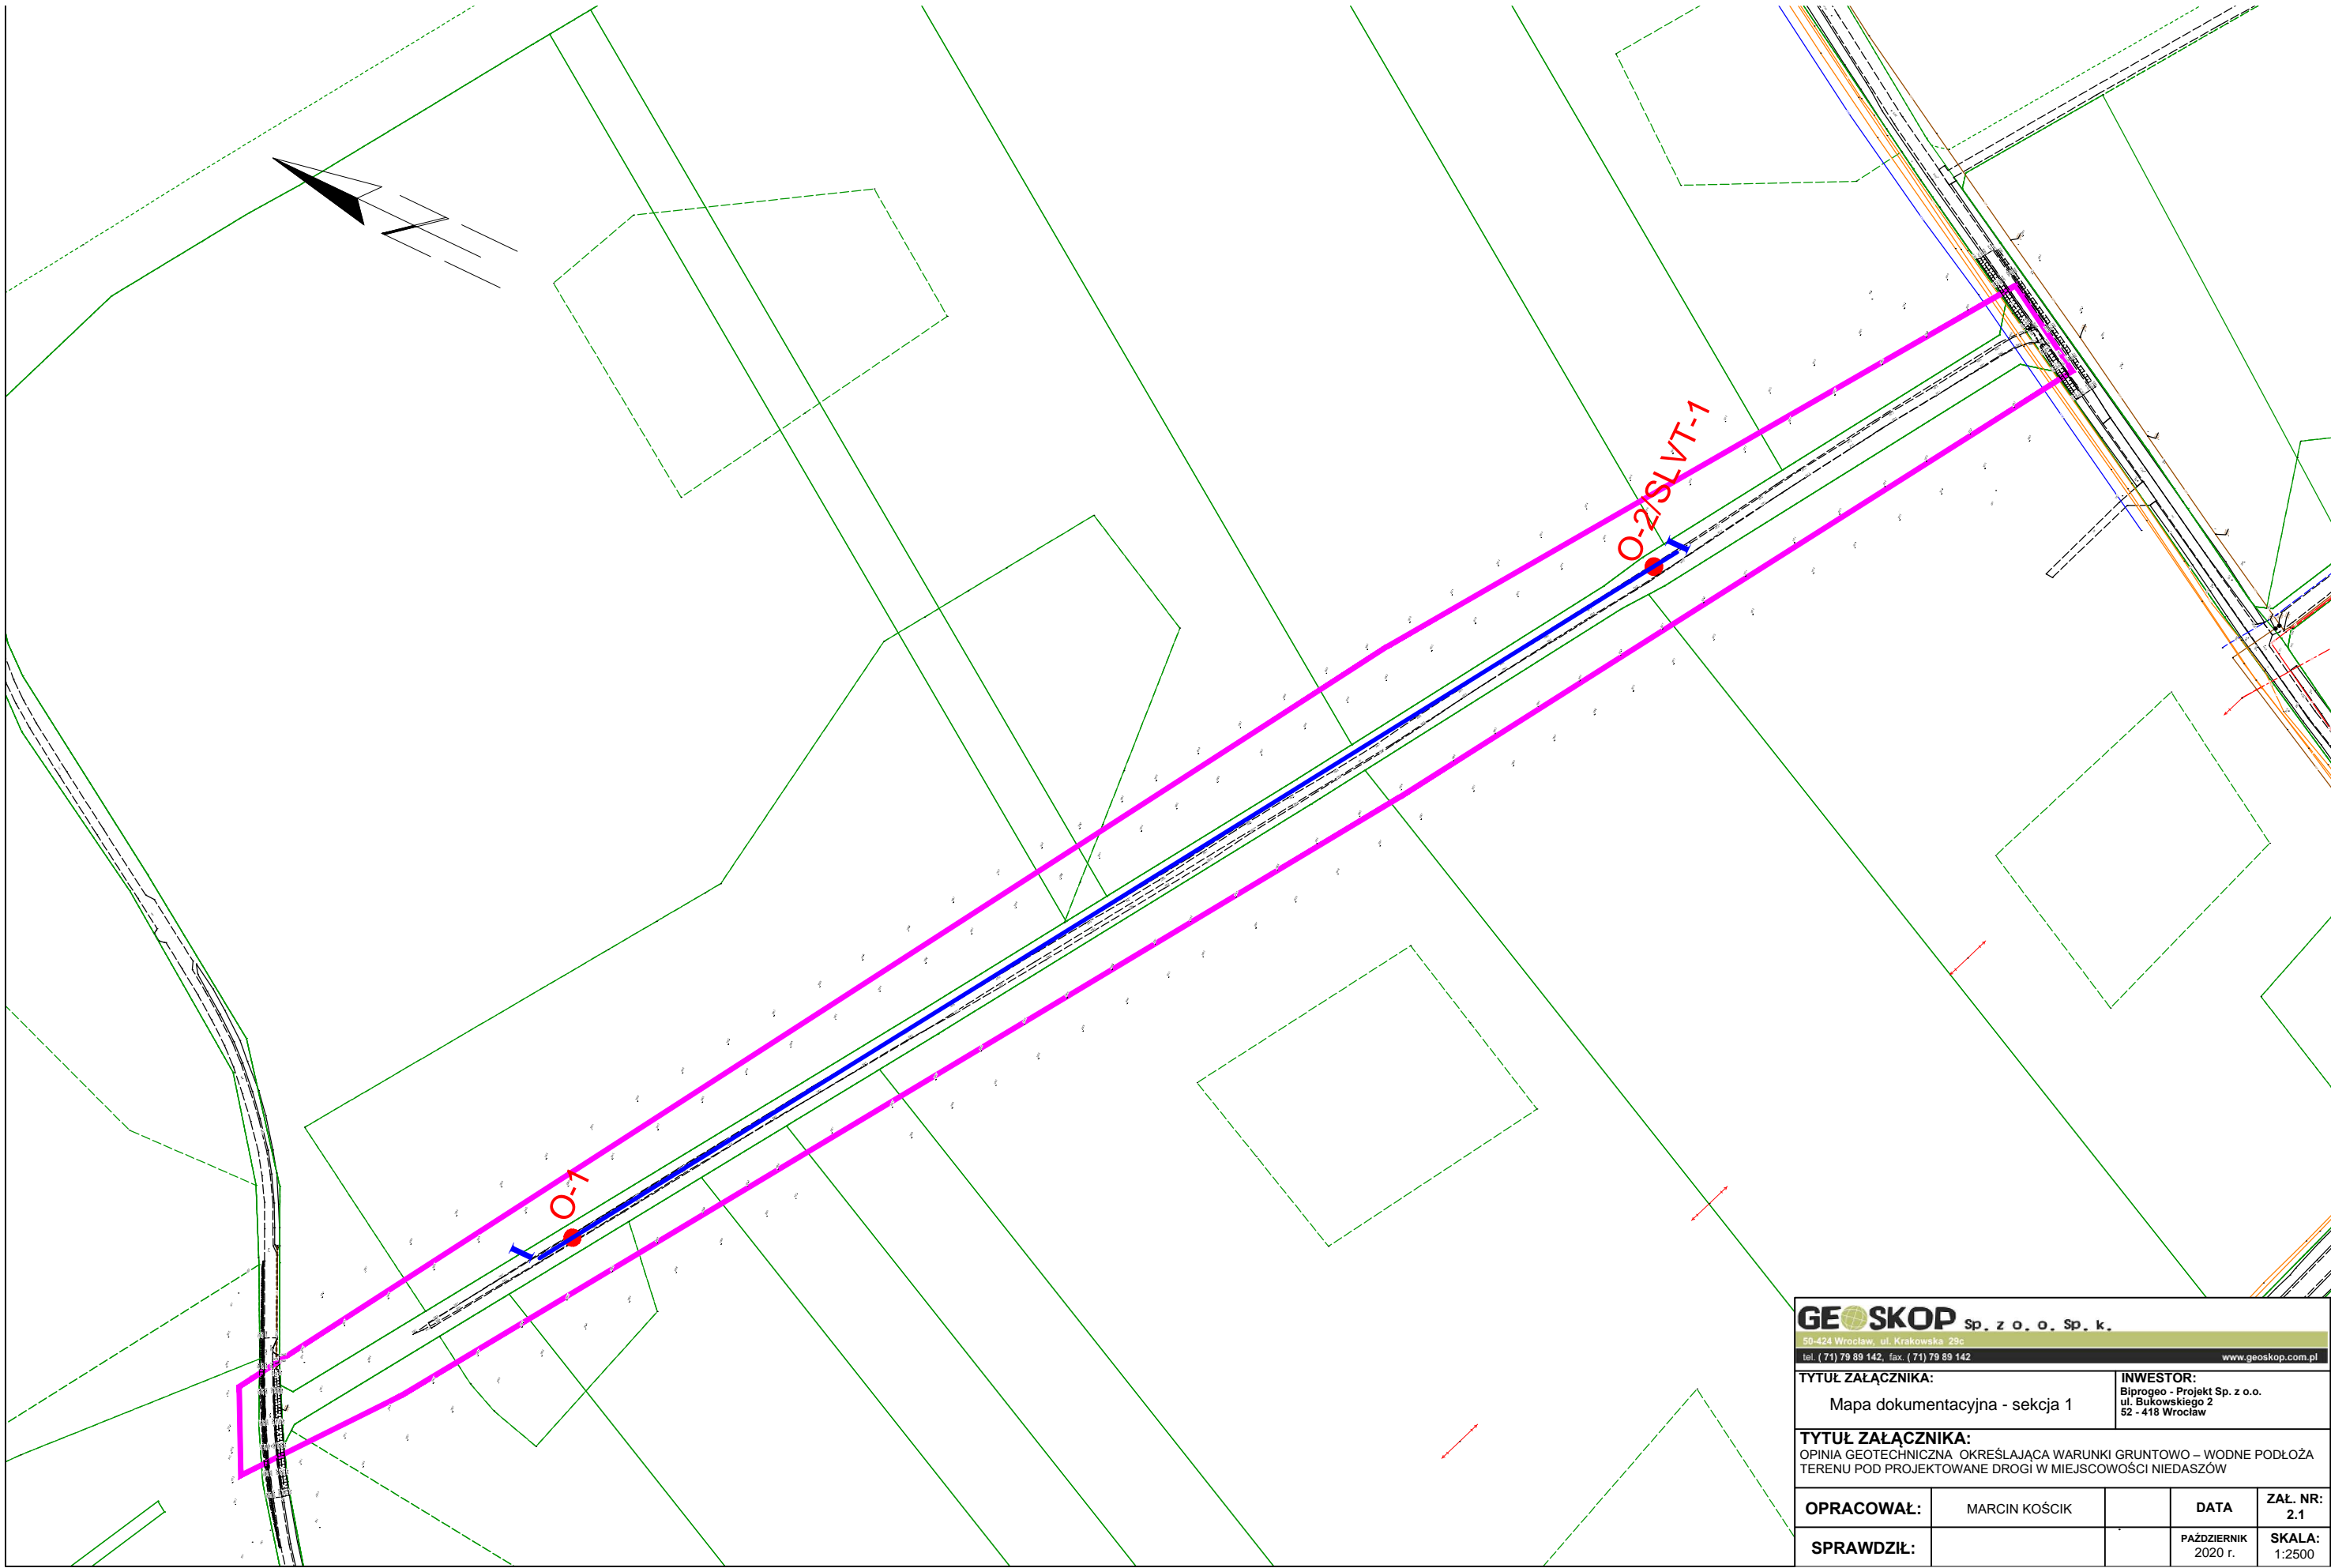 N
O-2/SLVT-1
I
O-1
I
GEOSKOP Sp. z o. o. Sp. k.
50-424 Wrocław, ul. Krakowska 29c
tel. ( 71) 79 89 142, fax. ( 71) 79 89 142 www.geoskop.com.pl
TYTUŁ ZAŁĄCZNIKA:
Mapa dokumentacyjna - sekcja 1
INWESTOR:
Biprogeo - Projekt Sp. z o.o.
ul. Bukowskiego 2
52 - 418 Wrocław
TYTUŁ ZAŁĄCZNIKA:
OPINIA GEOTECHNICZNA OKREŚLAJĄCA WARUNKI GRUNTOWO – WODNE PODŁOŻA
TERENU POD PROJEKTOWANE DROGI W MIEJSCOWOŚCI NIEDASZÓW
OPRACOWAŁ: MARCIN KOŚCIK DATA
ZAŁ. NR:
2.1
SPRAWDZIŁ:
PAŹDZIERNIK
2020 r.
SKALA:
1:2500